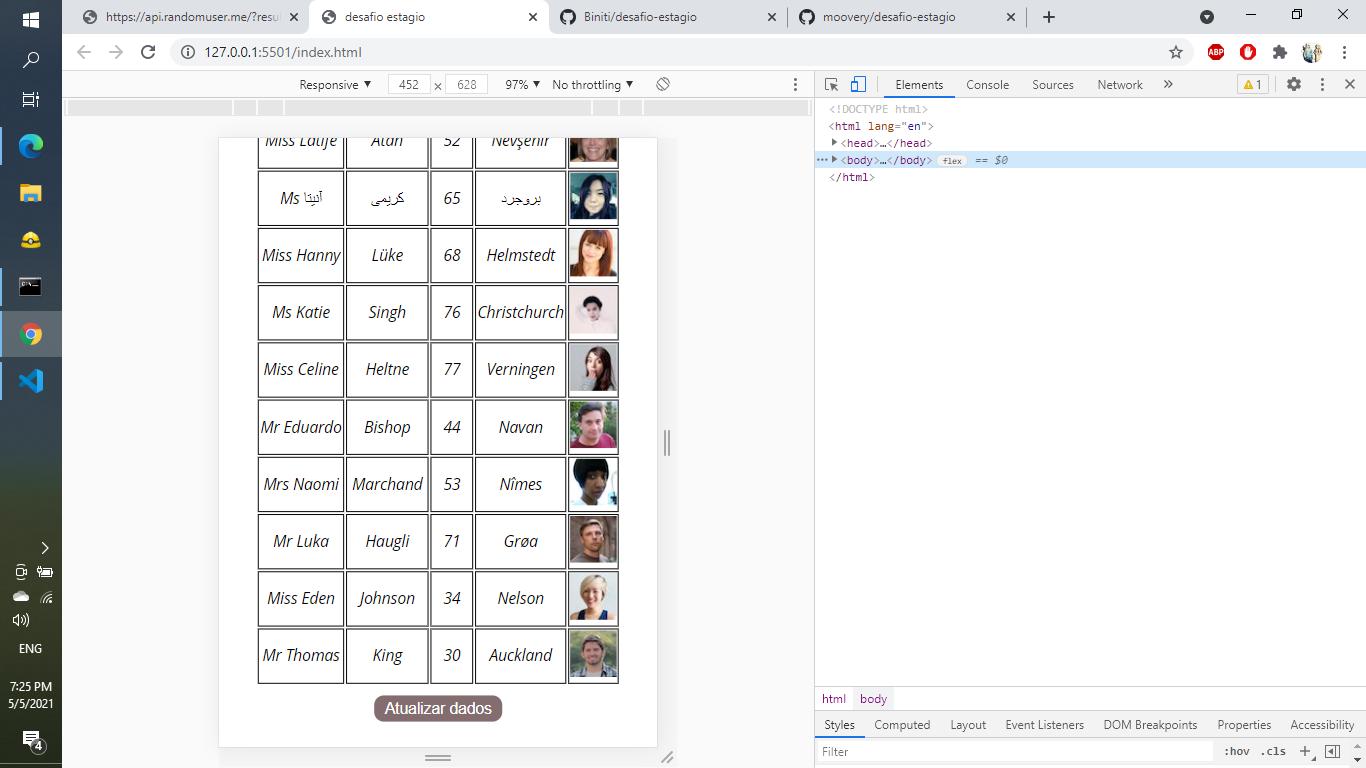 https://api.randomuser.me/?resu
desafio estagio
Biniti/desafio-estagio
moovery/desafio-estagio
127.0.0.1:5501/index.html
ABP
Responsive 452 × 628 97% No throttling
Elements Console Sources Network » 1
<!DOCTYPE html>
<html lang="en">
<head>…</head>
<body>…</body> flex == $0
</html>
Miss Latife Atan 52 Nevşehir
Ms آنیتا کریمی 65 بروجرد
Miss Hanny Lüke 68 Helmstedt
Ms Katie Singh 76 Christchurch
Miss Celine Heltne 77 Verningen
Mr Eduardo Bishop 44 Navan
Mrs Naomi Marchand 53 Nîmes
Mr Luka Haugli 71 Grøa
Miss Eden Johnson 34 Nelson
Mr Thomas King 30 Auckland
Atualizar dados
html body
Styles Computed Layout Event Listeners DOM Breakpoints Properties Accessibility
Filter :hov .cls
ENG
7:25 PM
5/5/2021
4